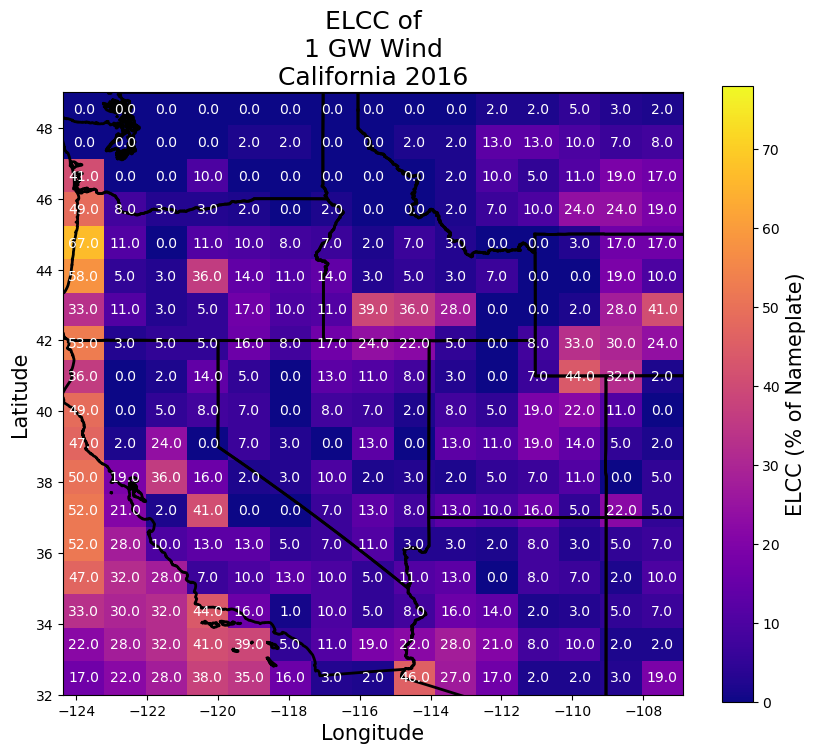 ELCC of
1 GW Wind
California 2016
0.0 0.0 0.0 0.0 0.0 0.0 0.0 0.0 0.0 0.0 2.0 2.0 5.0 3.0 2.0
48
0.0 0.0 0.0 0.0 2.0 2.0 0.0 0.0 2.0 2.0 13.0 13.0 10.0 7.0 8.0
41.0 0.0 0.0 10.0 0.0 0.0 0.0 0.0 0.0 2.0 10.0 5.0 11.0 19.0 17.0
46
49.0 8.0 3.0 3.0 2.0 0.0 2.0 0.0 0.0 2.0 7.0 10.0 24.0 24.0 19.0
67.0 11.0 0.0 11.0 10.0 8.0 7.0 2.0 7.0 3.0 0.0 0.0 3.0 17.0 17.0
44
58.0 5.0 3.0 36.0 14.0 11.0 14.0 3.0 5.0 3.0 7.0 0.0 0.0 19.0 10.0
33.0 11.0 3.0 5.0 17.0 10.0 11.0 39.0 36.0 28.0 0.0 0.0 2.0 28.0 41.0
42
53.0 3.0 5.0 5.0 16.0 8.0 17.0 24.0 22.0 5.0 0.0 8.0 33.0 30.0 24.0
36.0 0.0 2.0 14.0 5.0 0.0 13.0 11.0 8.0 3.0 0.0 7.0 44.0 32.0 2.0
40
49.0 0.0 5.0 8.0 7.0 0.0 8.0 7.0 2.0 8.0 5.0 19.0 22.0 11.0 0.0
47.0 2.0 24.0 0.0 7.0 3.0 0.0 13.0 0.0 13.0 11.0 19.0 14.0 5.0 2.0
38
50.0 19.0 36.0 16.0 2.0 3.0 10.0 2.0 3.0 2.0 5.0 7.0 11.0 0.0 5.0
52.0 21.0 2.0 41.0 0.0 0.0 7.0 13.0 8.0 13.0 10.0 16.0 5.0 22.0 5.0
36
52.0 28.0 10.0 13.0 13.0 5.0 7.0 11.0 3.0 3.0 2.0 8.0 3.0 5.0 7.0
47.0 32.0 28.0 7.0 10.0 13.0 10.0 5.0 11.0 13.0 0.0 8.0 7.0 2.0 10.0
34
33.0 30.0 32.0 44.0 16.0 1.0 10.0 5.0 8.0 16.0 14.0 2.0 3.0 5.0 7.0
22.0 28.0 32.0 41.0 39.0 5.0 11.0 19.0 22.0 28.0 21.0 8.0 10.0 2.0 2.0
17.0 22.0 28.0 38.0 35.0 16.0 3.0 2.0 46.0 27.0 17.0 2.0 2.0 3.0 19.0
32
−124 −122 −120 −118 −116 −114 −112 −110 −108
Longitude
Latitude
70
60
50
40
30
20
10
0
ELCC (% of Nameplate)